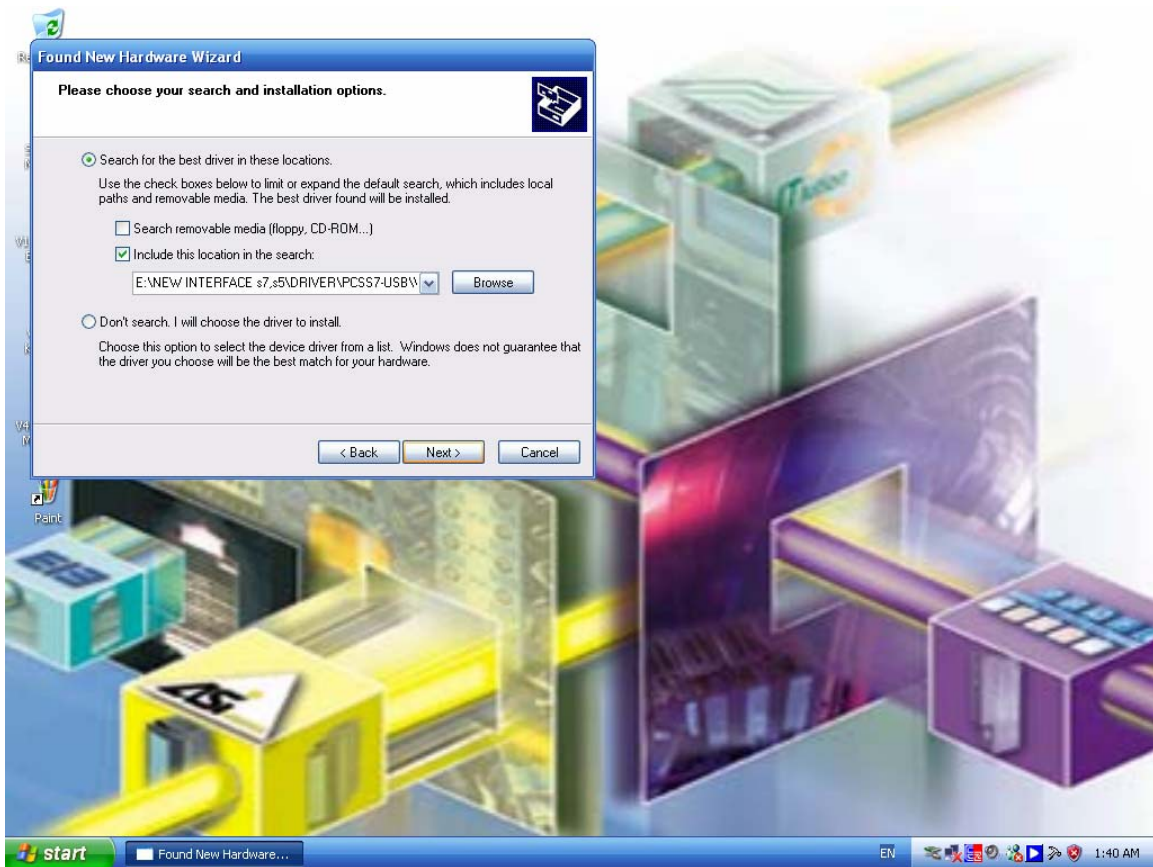 Found New Hardware Wizard
Please choose your search and installation options.
Search for the best driver in these locations.
Use the check boxes below to limit or expand the default search, which includes local
paths and removable media. The best driver found will be installed.
Search removable media (floppy, CD-ROM...)
Include this location in the search:
E:\NEW INTERFACE s7,s5\DRIVER\PCSS7-USB\
Browse
Don't search. I will choose the driver to install.
Choose this option to select the device driver from a list. Windows does not guarantee that
the driver you choose will be the best match for your hardware.
< Back
Next >
Cancel
Paint
EIB
start
Found New Hardware...
EN
1:40 AM